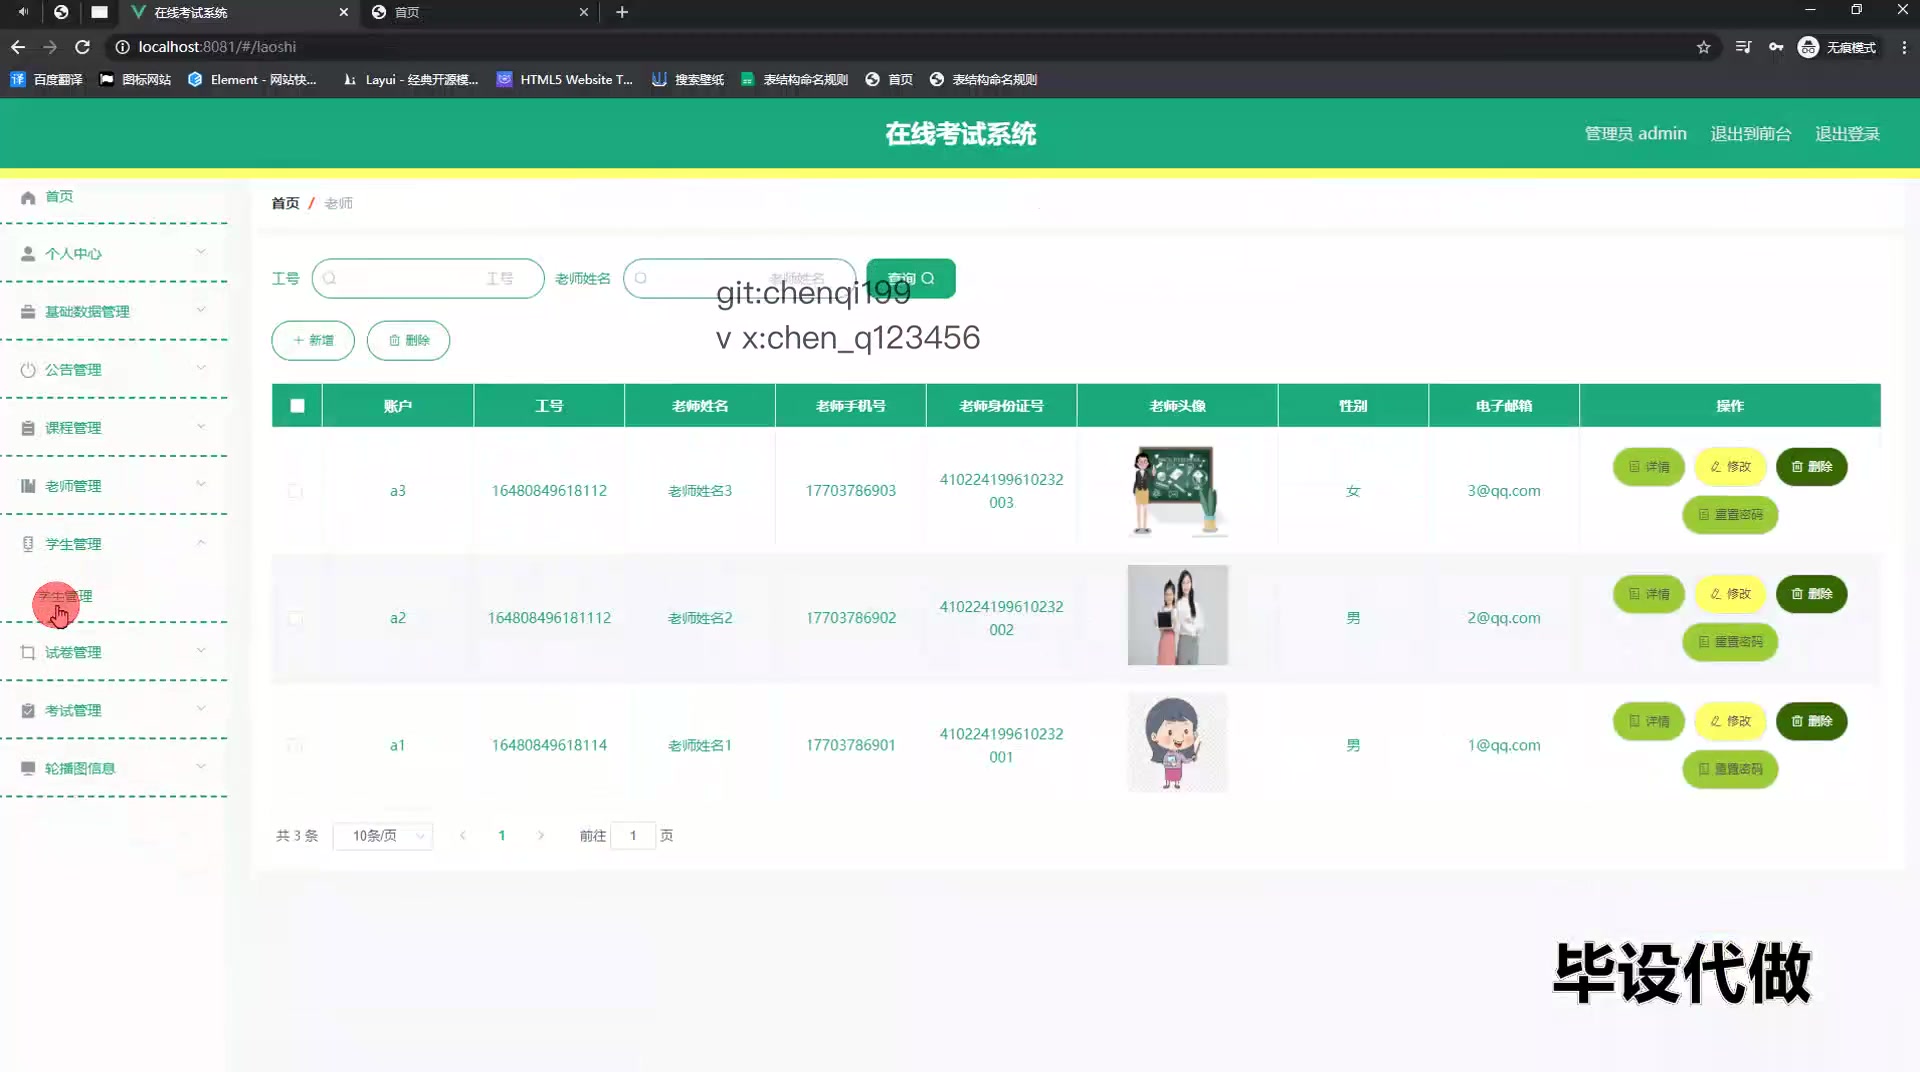 在线考试系统
首页
localhost:8081/#/laoshi
无痕模式
百度翻译
图标网站
Element - 网站快...
Layui - 经典开源模...
HTML5 Website T...
搜索壁纸
表结构命名规则
首页
表结构命名规则
在线考试系统
管理员 admin
退出到前台
退出登录
首页
个人中心
基础数据管理
公告管理
课程管理
老师管理
学生管理
学生管理
试卷管理
考试管理
轮播图信息
首页 / 老师
工号
工号
老师姓名
老师姓名
查询
git:chenqi199
v x:chen_q123456
+ 新增
删除
账户 工号 老师姓名 老师手机号 老师身份证号 老师头像 性别 电子邮箱 操作
a3 16480849618112 老师姓名3 17703786903 410224199610232003 女 3@qq.com 详情 修改 删除
重置密码
a2 164808496181112 老师姓名2 17703786902 410224199610232002 男 2@qq.com 详情 修改 删除
重置密码
a1 16480849618114 老师姓名1 17703786901 410224199610232001 男 1@qq.com 详情 修改 删除
重置密码
共 3 条 10条/页 1 前往 1 页
毕设代做